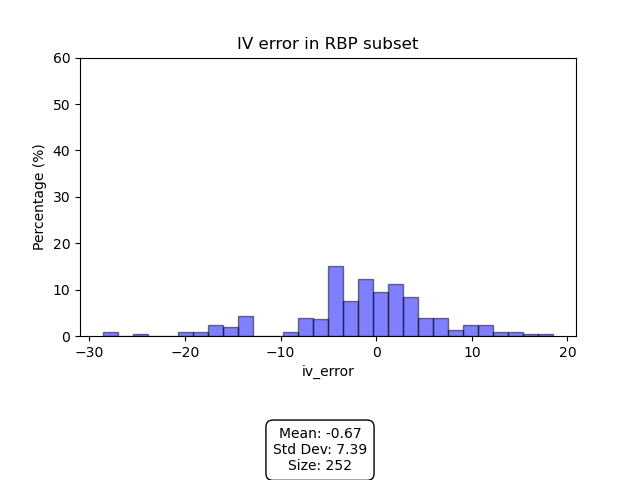 IV error in RBP subset
60
50
40
30
20
10
0
Percentage (%)
−30
−20
−10
0
10
20
iv_error
Mean: -0.67
Std Dev: 7.39
Size: 252